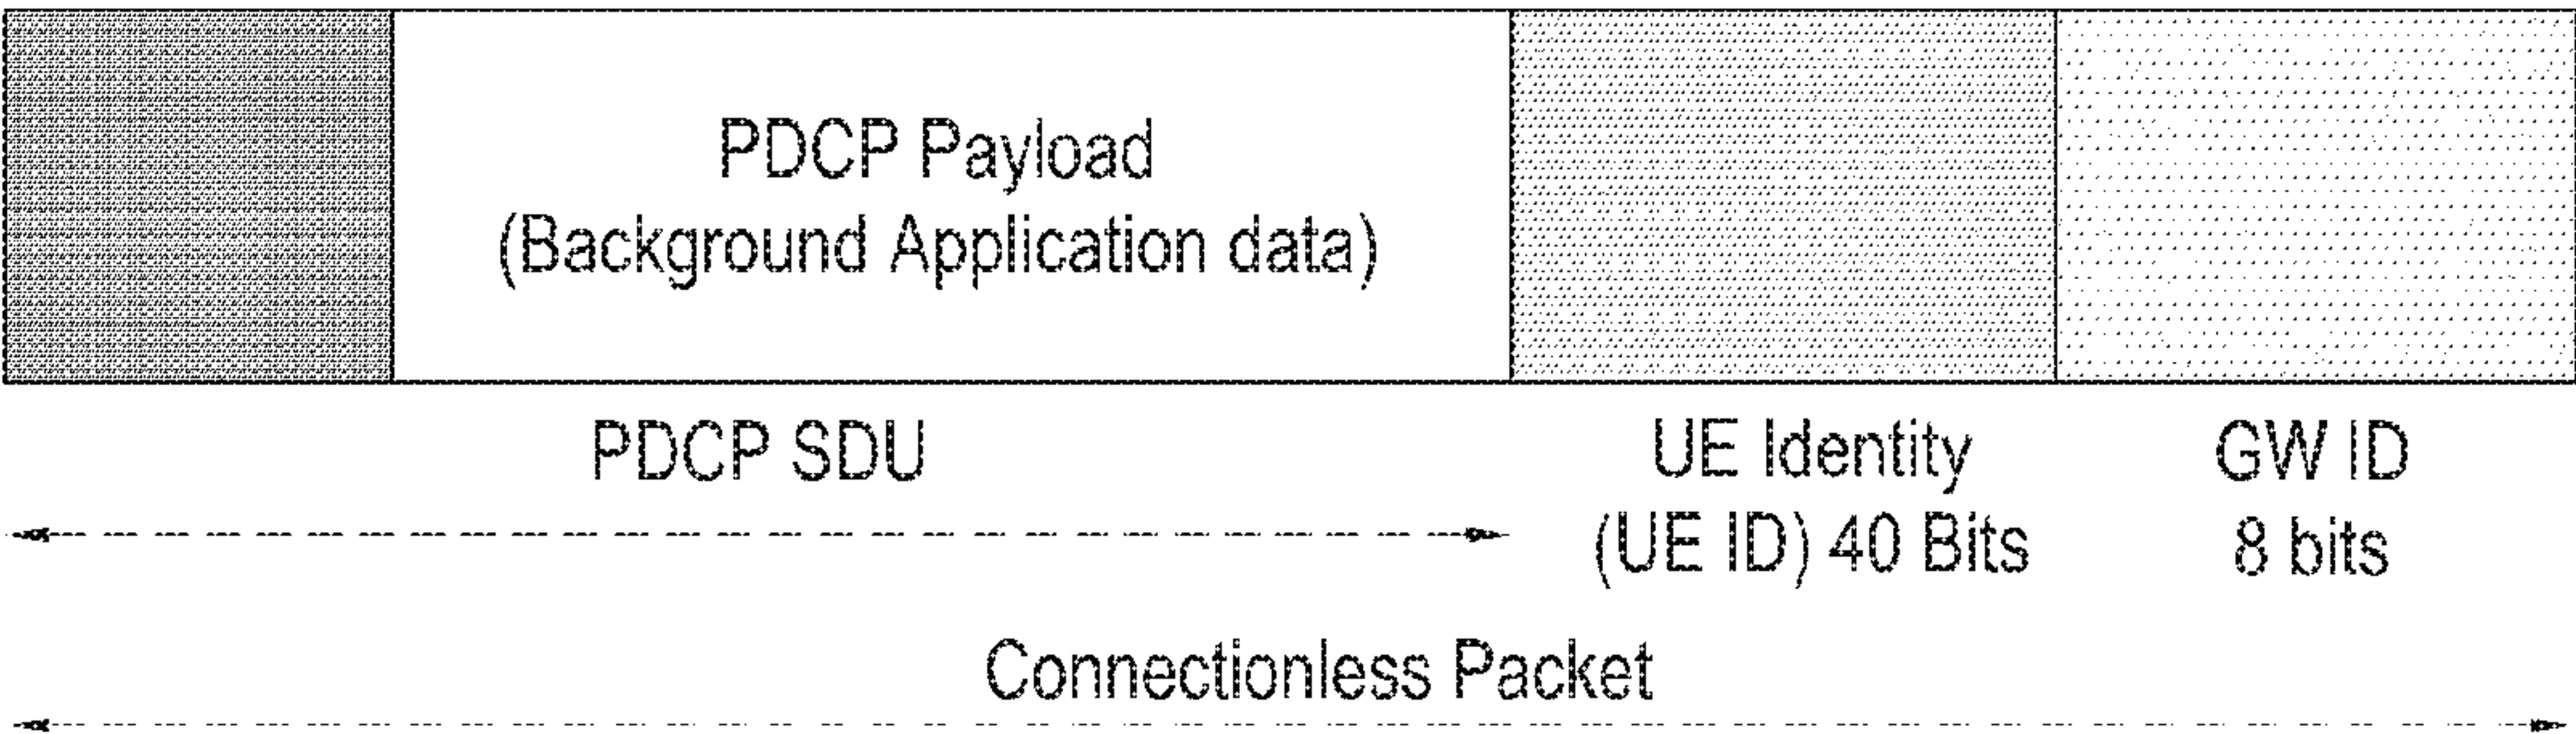 PDCP Payload
(Background Application data)
PDCP SDU
UE Identity
(UE ID) 40 Bits
GW ID
8 bits
Connectionless Packet